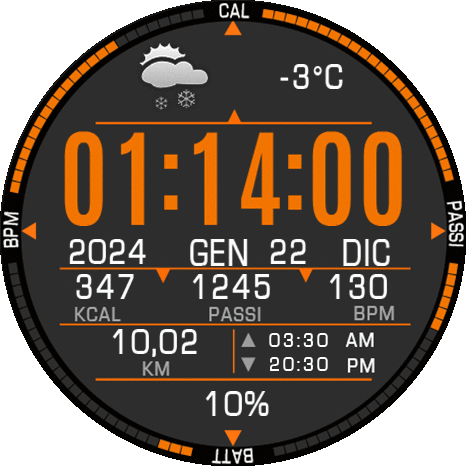 CAL
-3°C
01:14:00
BPM
PASSI
2024 GEN 22 DIC
347 1245 130
KCAL PASSI BPM
10,02 03:30 AM
KM 20:30 PM
10%
BATT